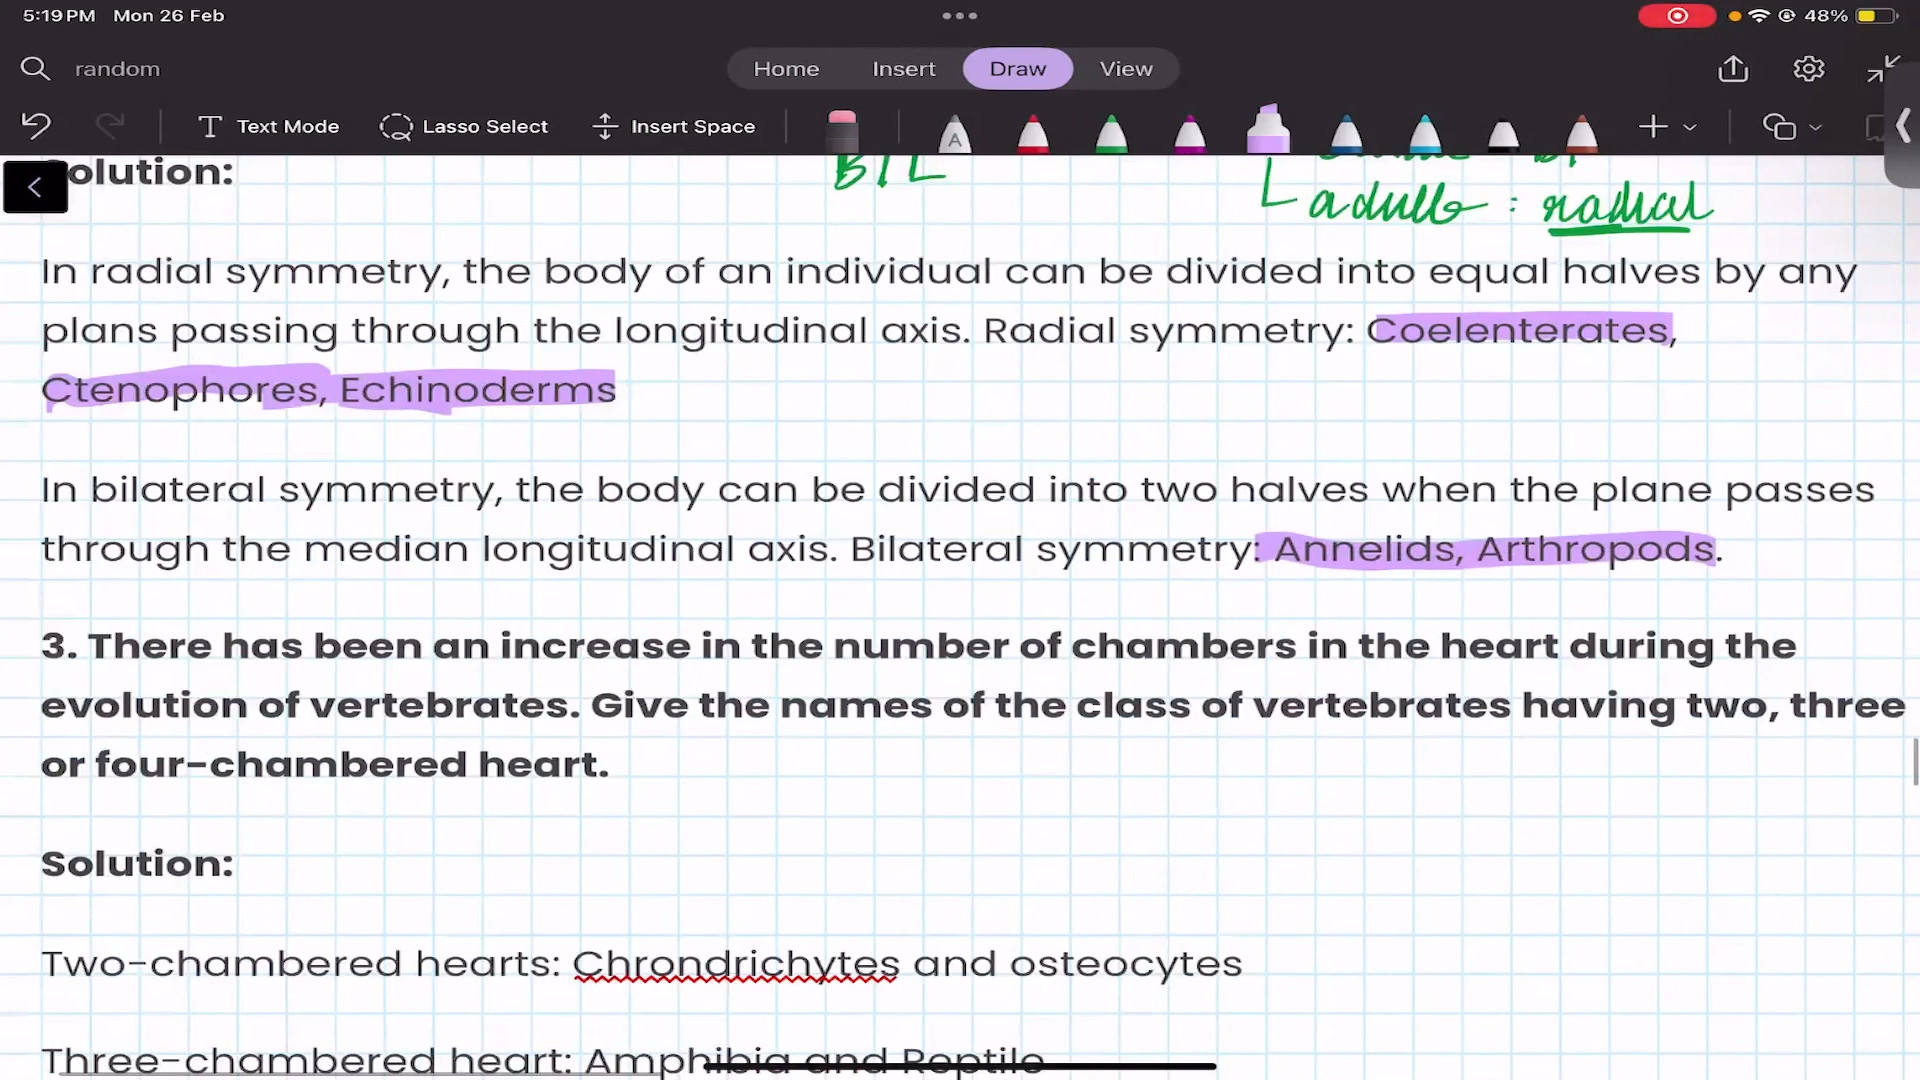 5:19 PM Mon 26 Feb
48%
random
Home Insert Draw View
Text Mode Lasso Select Insert Space
A
olution:
BIL
adult : radial
In radial symmetry, the body of an individual can be divided into equal halves by any
plans passing through the longitudinal axis. Radial symmetry: Coelenterates,
Ctenophores, Echinoderms
In bilateral symmetry, the body can be divided into two halves when the plane passes
through the median longitudinal axis. Bilateral symmetry: Annelids, Arthropods.
3. There has been an increase in the number of chambers in the heart during the
evolution of vertebrates. Give the names of the class of vertebrates having two, three
or four-chambered heart.
Solution:
Two-chambered hearts: Chrondrichytes and osteocytes
Three-chambered heart: Amphibia and Reptile